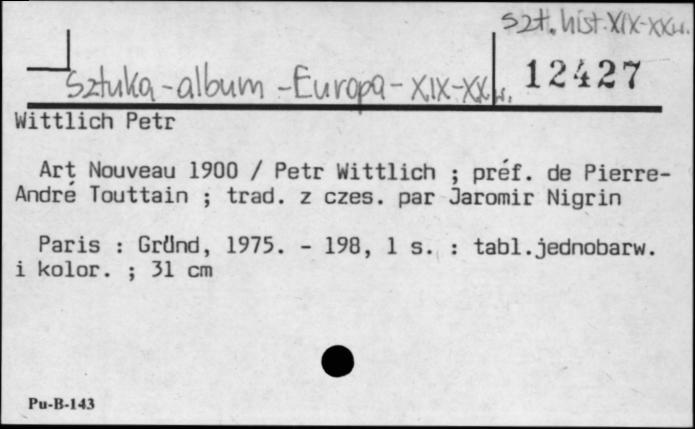 szt. hist. XIX-XXw.
Sztuka - album - Europa - XIX-XX w.
12427
Wittlich Petr
Art Nouveau 1900 / Petr Wittlich ; préf. de Pierre-
André Touttain ; trad. z czes. par Jaromir Nigrin
Paris : Gründ, 1975. - 198, 1 s. : tabl.jednobarw.
i kolor. ; 31 cm
Pu-B-143